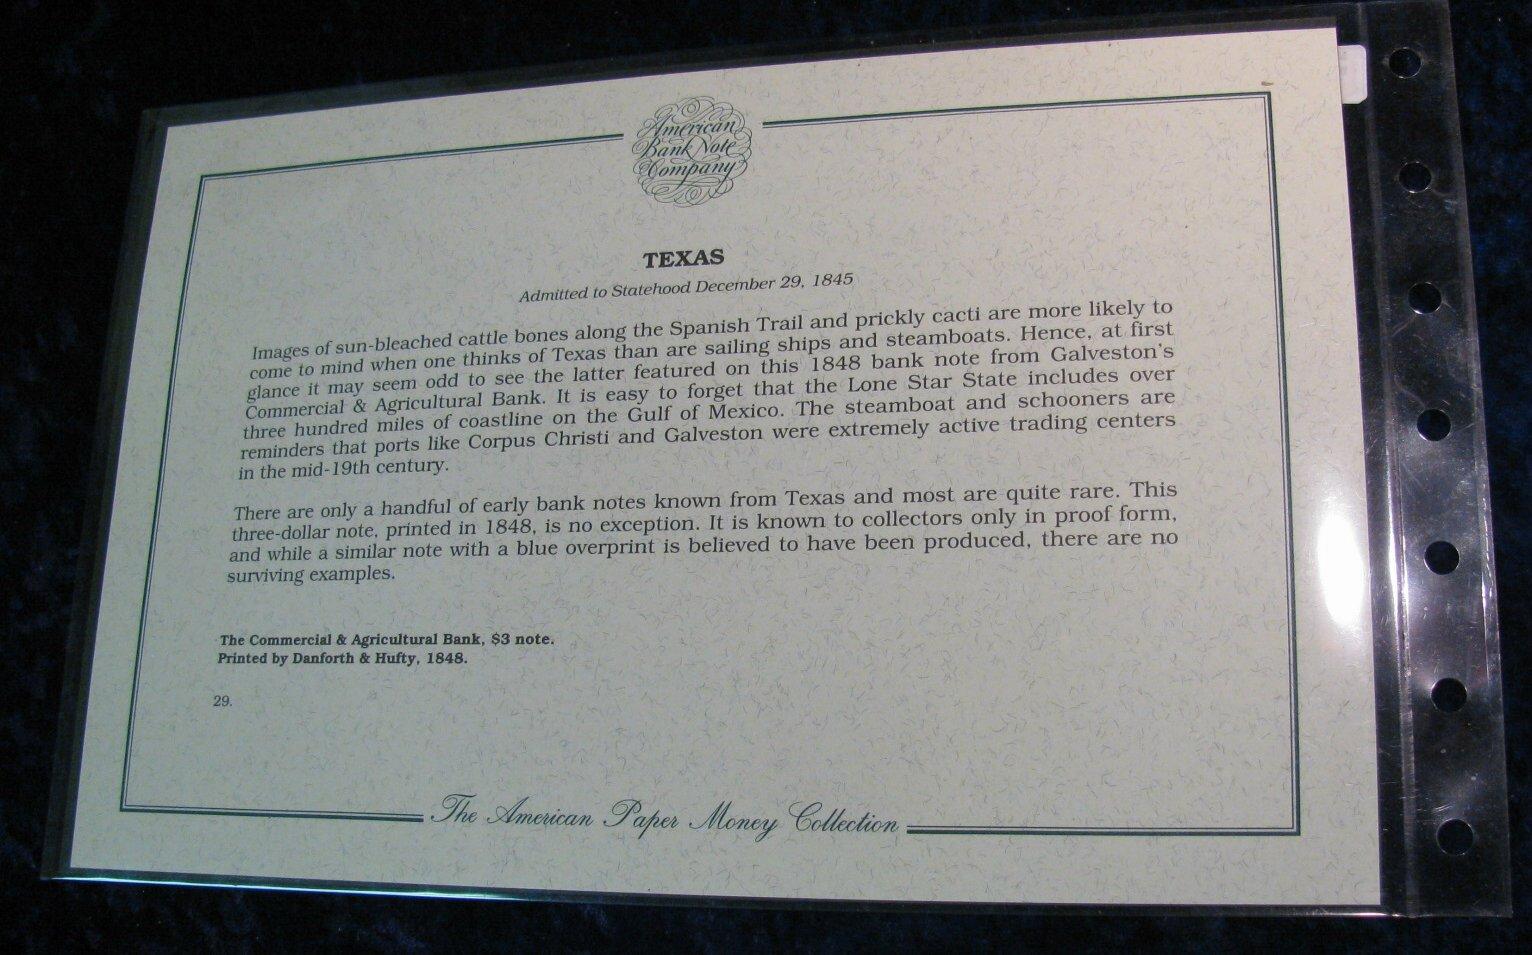 American
Bank Note
Company
TEXAS
Admitted to Statehood December 29, 1845
Images of sun-bleached cattle bones along the Spanish Trail and prickly cacti are more likely to
come to mind when one thinks of Texas than are sailing ships and steamboats. Hence, at first
glance it may seem odd to see the latter featured on this 1848 bank note from Galveston's
Commercial & Agricultural Bank. It is easy to forget that the Lone Star State includes over
three hundred miles of coastline on the Gulf of Mexico. The steamboat and schooners are
reminders that ports like Corpus Christi and Galveston were extremely active trading centers
in the mid-19th century.
There are only a handful of early bank notes known from Texas and most are quite rare. This
three-dollar note, printed in 1848, is no exception. It is known to collectors only in proof form,
and while a similar note with a blue overprint is believed to have been produced, there are no
surviving examples.
The Commercial & Agricultural Bank, $3 note.
Printed by Danforth & Hufty, 1848.
29.
The American Paper Money Collection